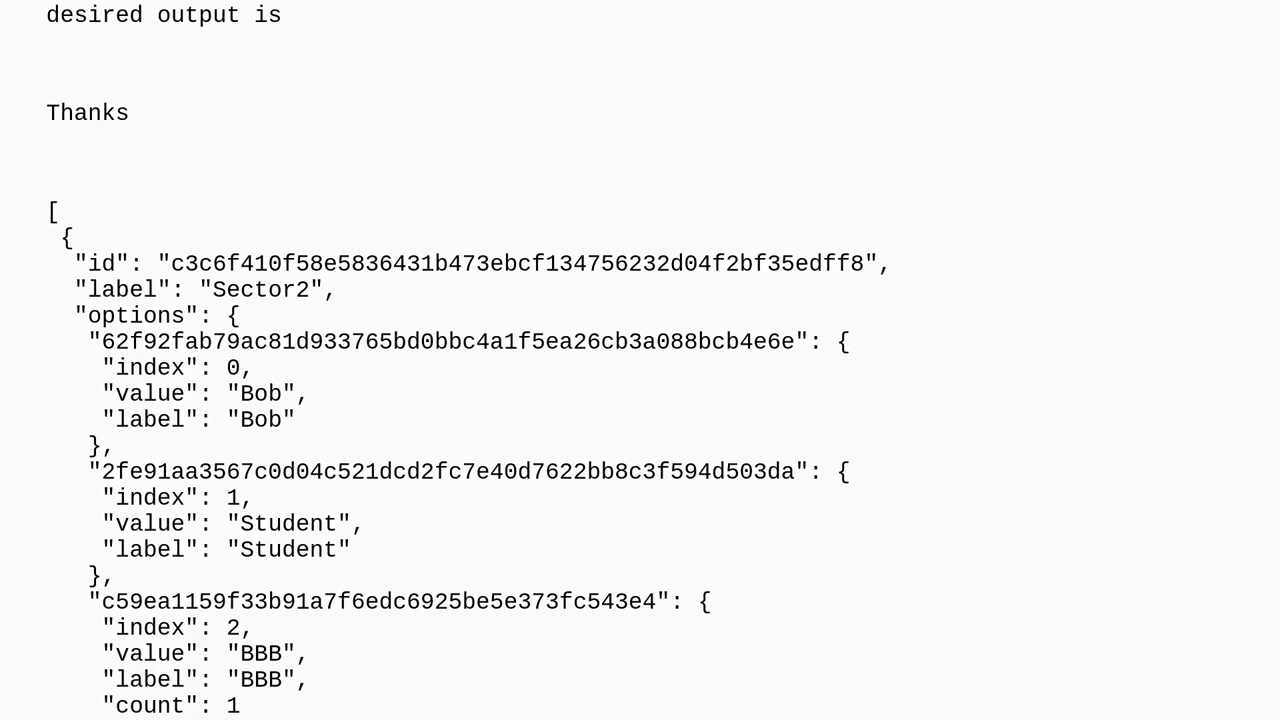 desired output is
Thanks
[
{
"id": "c3c6f410f58e5836431b473ebcf134756232d04f2bf35edff8",
"label": "Sector2",
"options": {
"62f92fab79ac81d933765bd0bbc4a1f5ea26cb3a088bcb4e6e": {
"index": 0,
"value": "Bob",
"label": "Bob"
},
"2fe91aa3567c0d04c521dcd2fc7e40d7622bb8c3f594d503da": {
"index": 1,
"value": "Student",
"label": "Student"
},
"c59ea1159f33b91a7f6edc6925be5e373fc543e4": {
"index": 2,
"value": "BBB",
"label": "BBB",
"count": 1